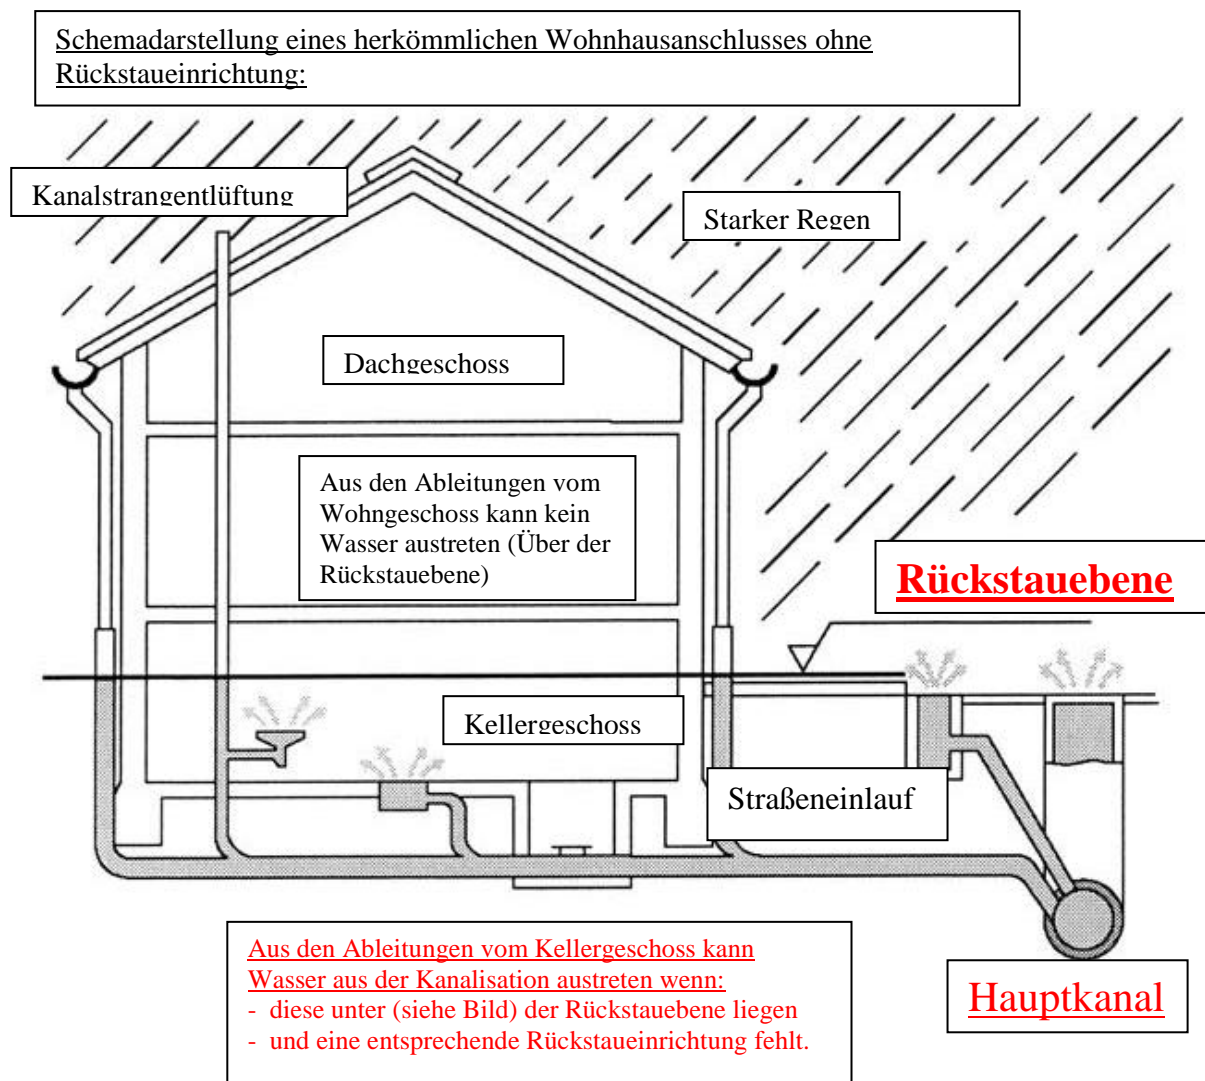 Schemadarstellung eines herkömmlichen Wohnhausanschlusses ohne
Rückstaueinrichtung:
Kanalstrangentlüftung
Starker Regen
Dachgeschoss
Aus den Ableitungen vom
Wohngeschoss kann kein
Wasser austreten (Über der
Rückstauebene)
Rückstauebene
Kellergeschoss
Straßeneinlauf
Aus den Ableitungen vom Kellergeschoss kann
Wasser aus der Kanalisation austreten wenn:
- diese unter (siehe Bild) der Rückstauebene liegen
- und eine entsprechende Rückstaueinrichtung fehlt.
Hauptkanal